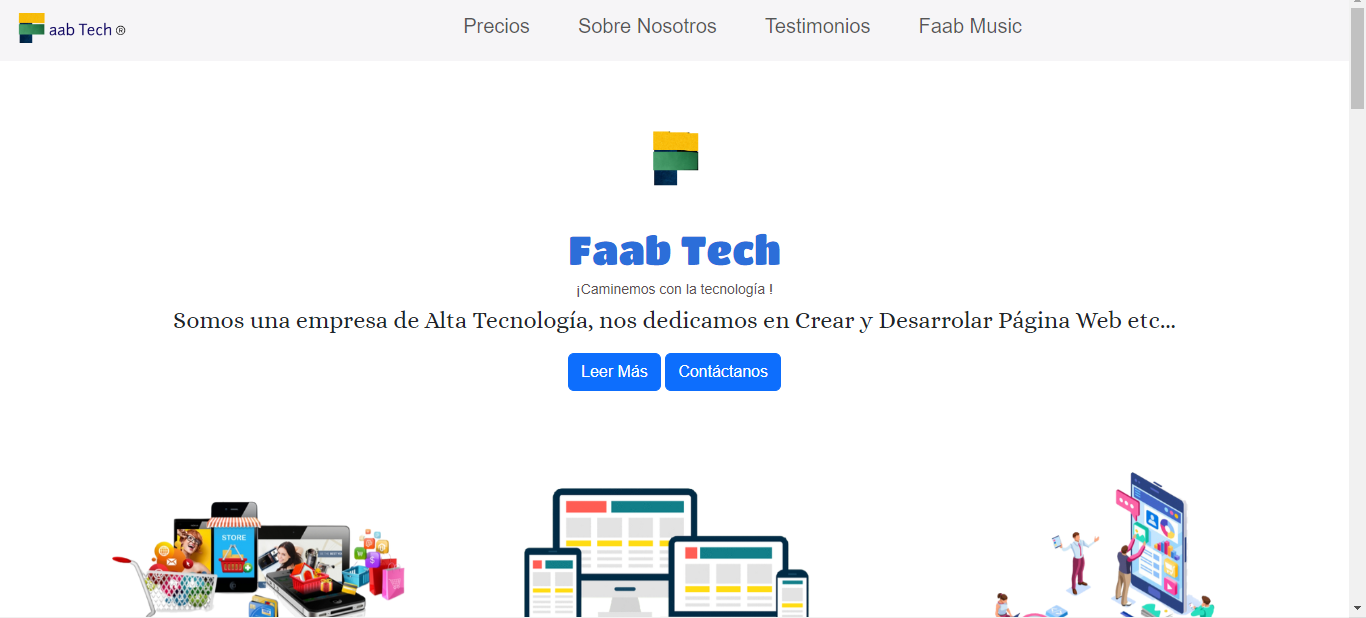 aab Tech ®
Precios
Sobre Nosotros
Testimonios
Faab Music
Faab Tech
¡Caminemos con la tecnología !
Somos una empresa de Alta Tecnología, nos dedicamos en Crear y Desarrolar Página Web etc...
Leer Más
Contáctanos
STORE